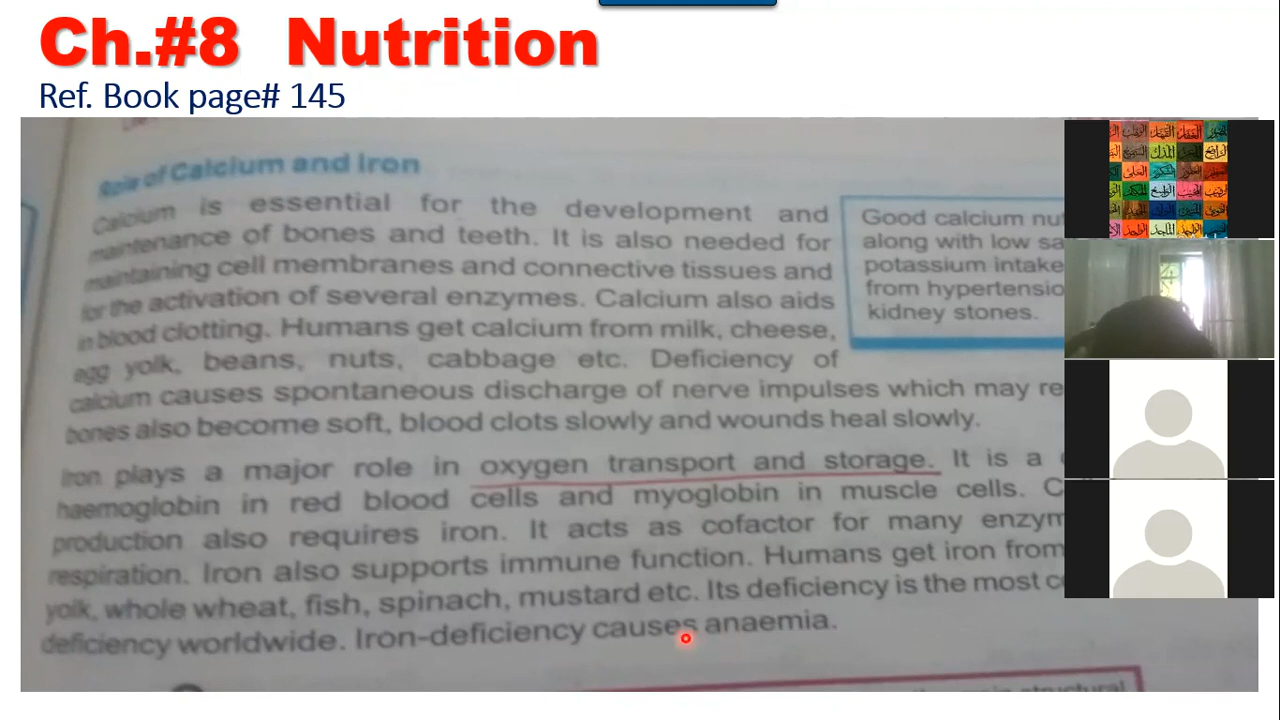 Ch.#8 Nutrition
Ref. Book page# 145
Role of Calcium and Iron
Calcium is essential for the development and
maintenance of bones and teeth. It is also needed for
maintaining cell membranes and connective tissues and
for the activation of several enzymes. Calcium also aids
in blood clotting. Humans get calcium from milk, cheese,
egg yolk, beans, nuts, cabbage etc. Deficiency of
calcium causes spontaneous discharge of nerve impulses which may re
bones also become soft, blood clots slowly and wounds heal slowly.
Good calcium nut
along with low sa
potassium intake
from hypertensio
kidney stones.
Iron plays a major role in oxygen transport and storage. It is a
haemoglobin in red blood cells and myoglobin in muscle cells. C
production also requires iron. It acts as cofactor for many enzym
respiration. Iron also supports immune function. Humans get iron from
yolk, whole wheat, fish, spinach, mustard etc. Its deficiency is the most c
deficiency worldwide. Iron-deficiency causes anaemia.
structural